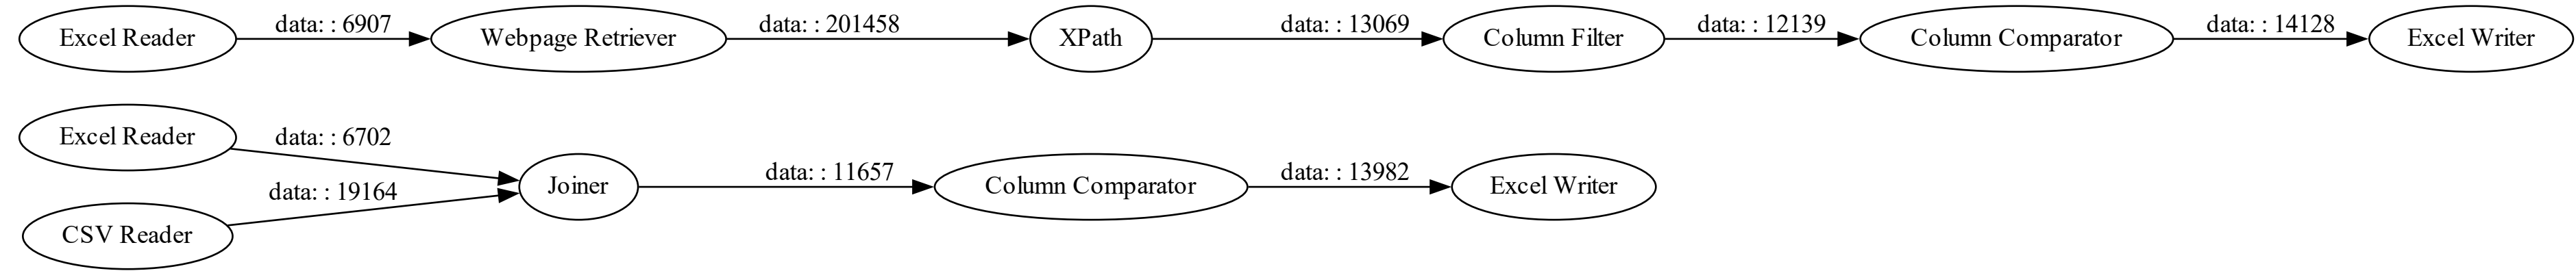 Excel Reader
data: : 6907
Webpage Retriever
data: : 201458
XPath
data: : 13069
Column Filter
data: : 12139
Column Comparator
data: : 14128
Excel Writer
Excel Reader
data: : 6702
CSV Reader
data: : 19164
Joiner
data: : 11657
Column Comparator
data: : 13982
Excel Writer